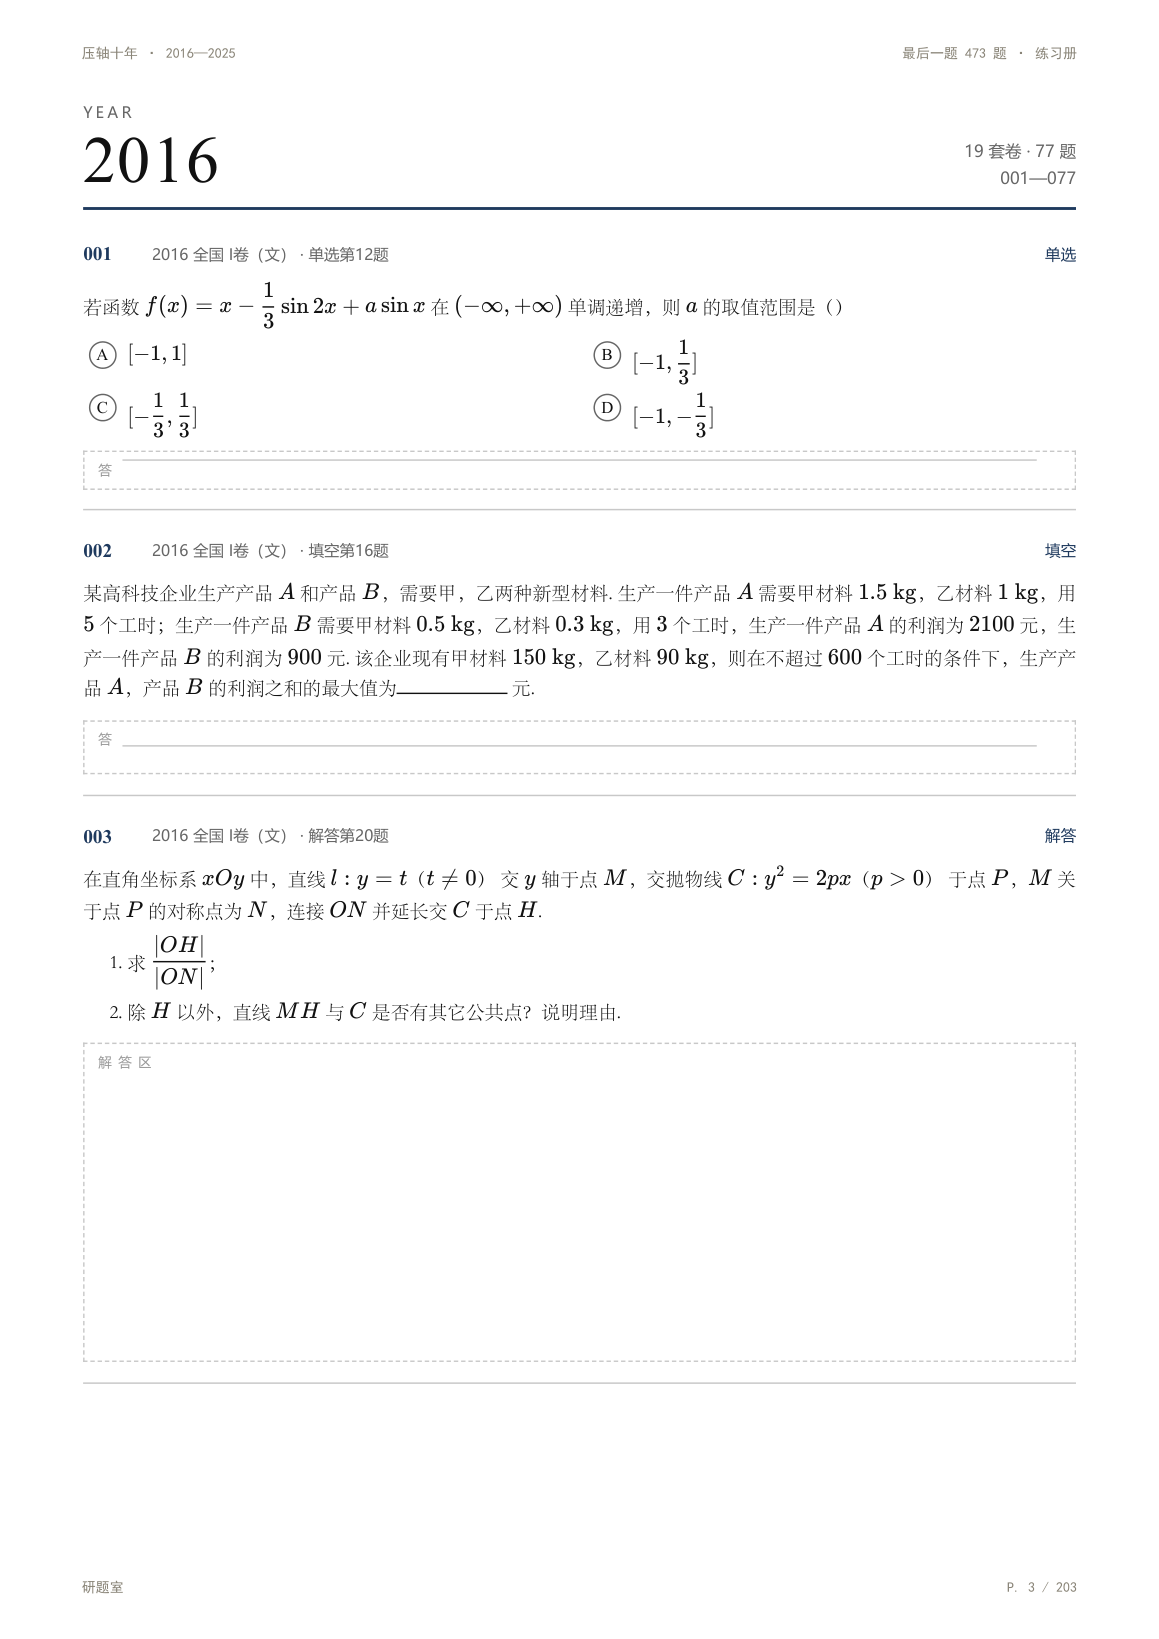 压轴十年 · 2016—2025
最后一题 473 题 · 练习册
YEAR
2016
19 套卷 · 77 题
001—077
001 2016 全国 I卷（文） · 单选第12题 单选
若函数 f(x) = x − 1/3 sin 2x + a sin x 在 (−∞, +∞) 单调递增，则 a 的取值范围是（）
A [−1, 1] B [−1, 1/3]
C [−1/3, 1/3] D [−1, −1/3]
答
002 2016 全国 I卷（文） · 填空第16题 填空
某高科技企业生产产品 A 和产品 B，需要甲，乙两种新型材料. 生产一件产品 A 需要甲材料 1.5 kg，乙材料 1 kg，用
5 个工时；生产一件产品 B 需要甲材料 0.5 kg，乙材料 0.3 kg，用 3 个工时，生产一件产品 A 的利润为 2100 元，生
产一件产品 B 的利润为 900 元. 该企业现有甲材料 150 kg，乙材料 90 kg，则在不超过 600 个工时的条件下，生产产
品 A，产品 B 的利润之和的最大值为________ 元.
答
003 2016 全国 I卷（文） · 解答第20题 解答
在直角坐标系 xOy 中，直线 l : y = t（t ≠ 0） 交 y 轴于点 M，交抛物线 C : y² = 2px（p > 0） 于点 P，M 关
于点 P 的对称点为 N，连接 ON 并延长交 C 于点 H.
1. 求 |OH|/|ON|；
2. 除 H 以外，直线 MH 与 C 是否有其它公共点？说明理由.
解答区
研题室
P. 3 / 203